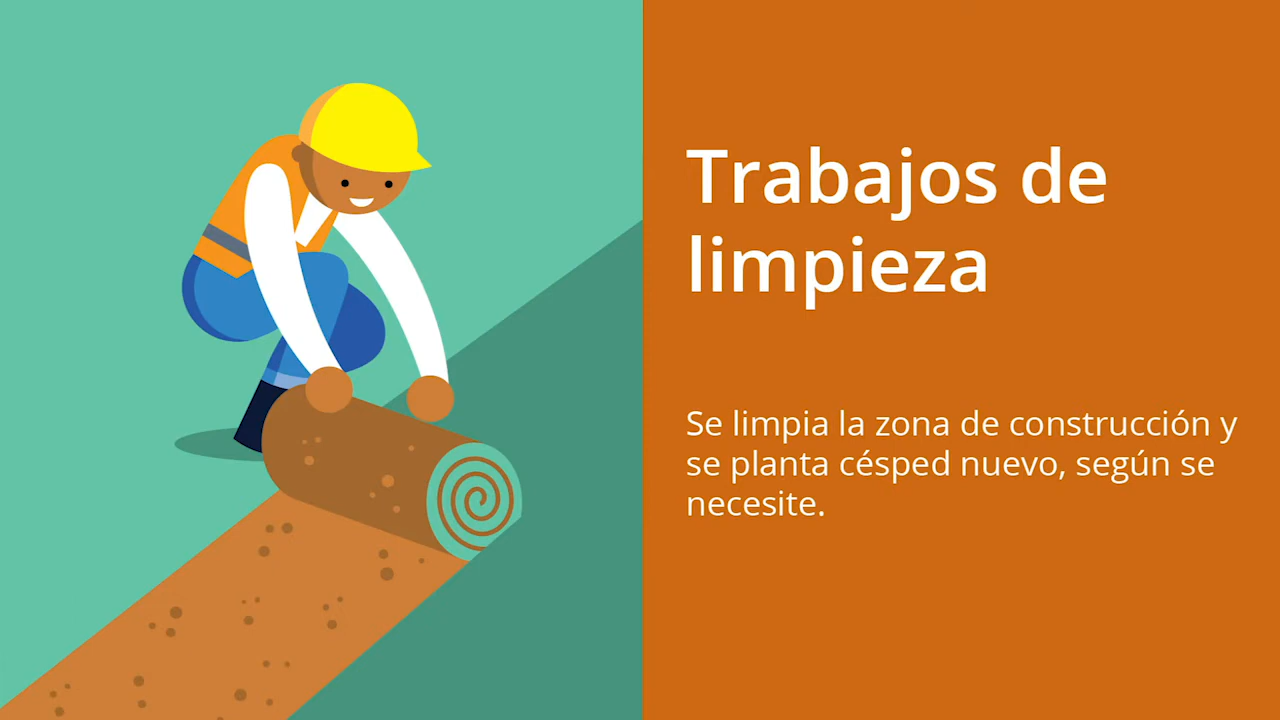 Trabajos de
limpieza
Se limpia la zona de construcción y
se planta césped nuevo, según se
necesite.